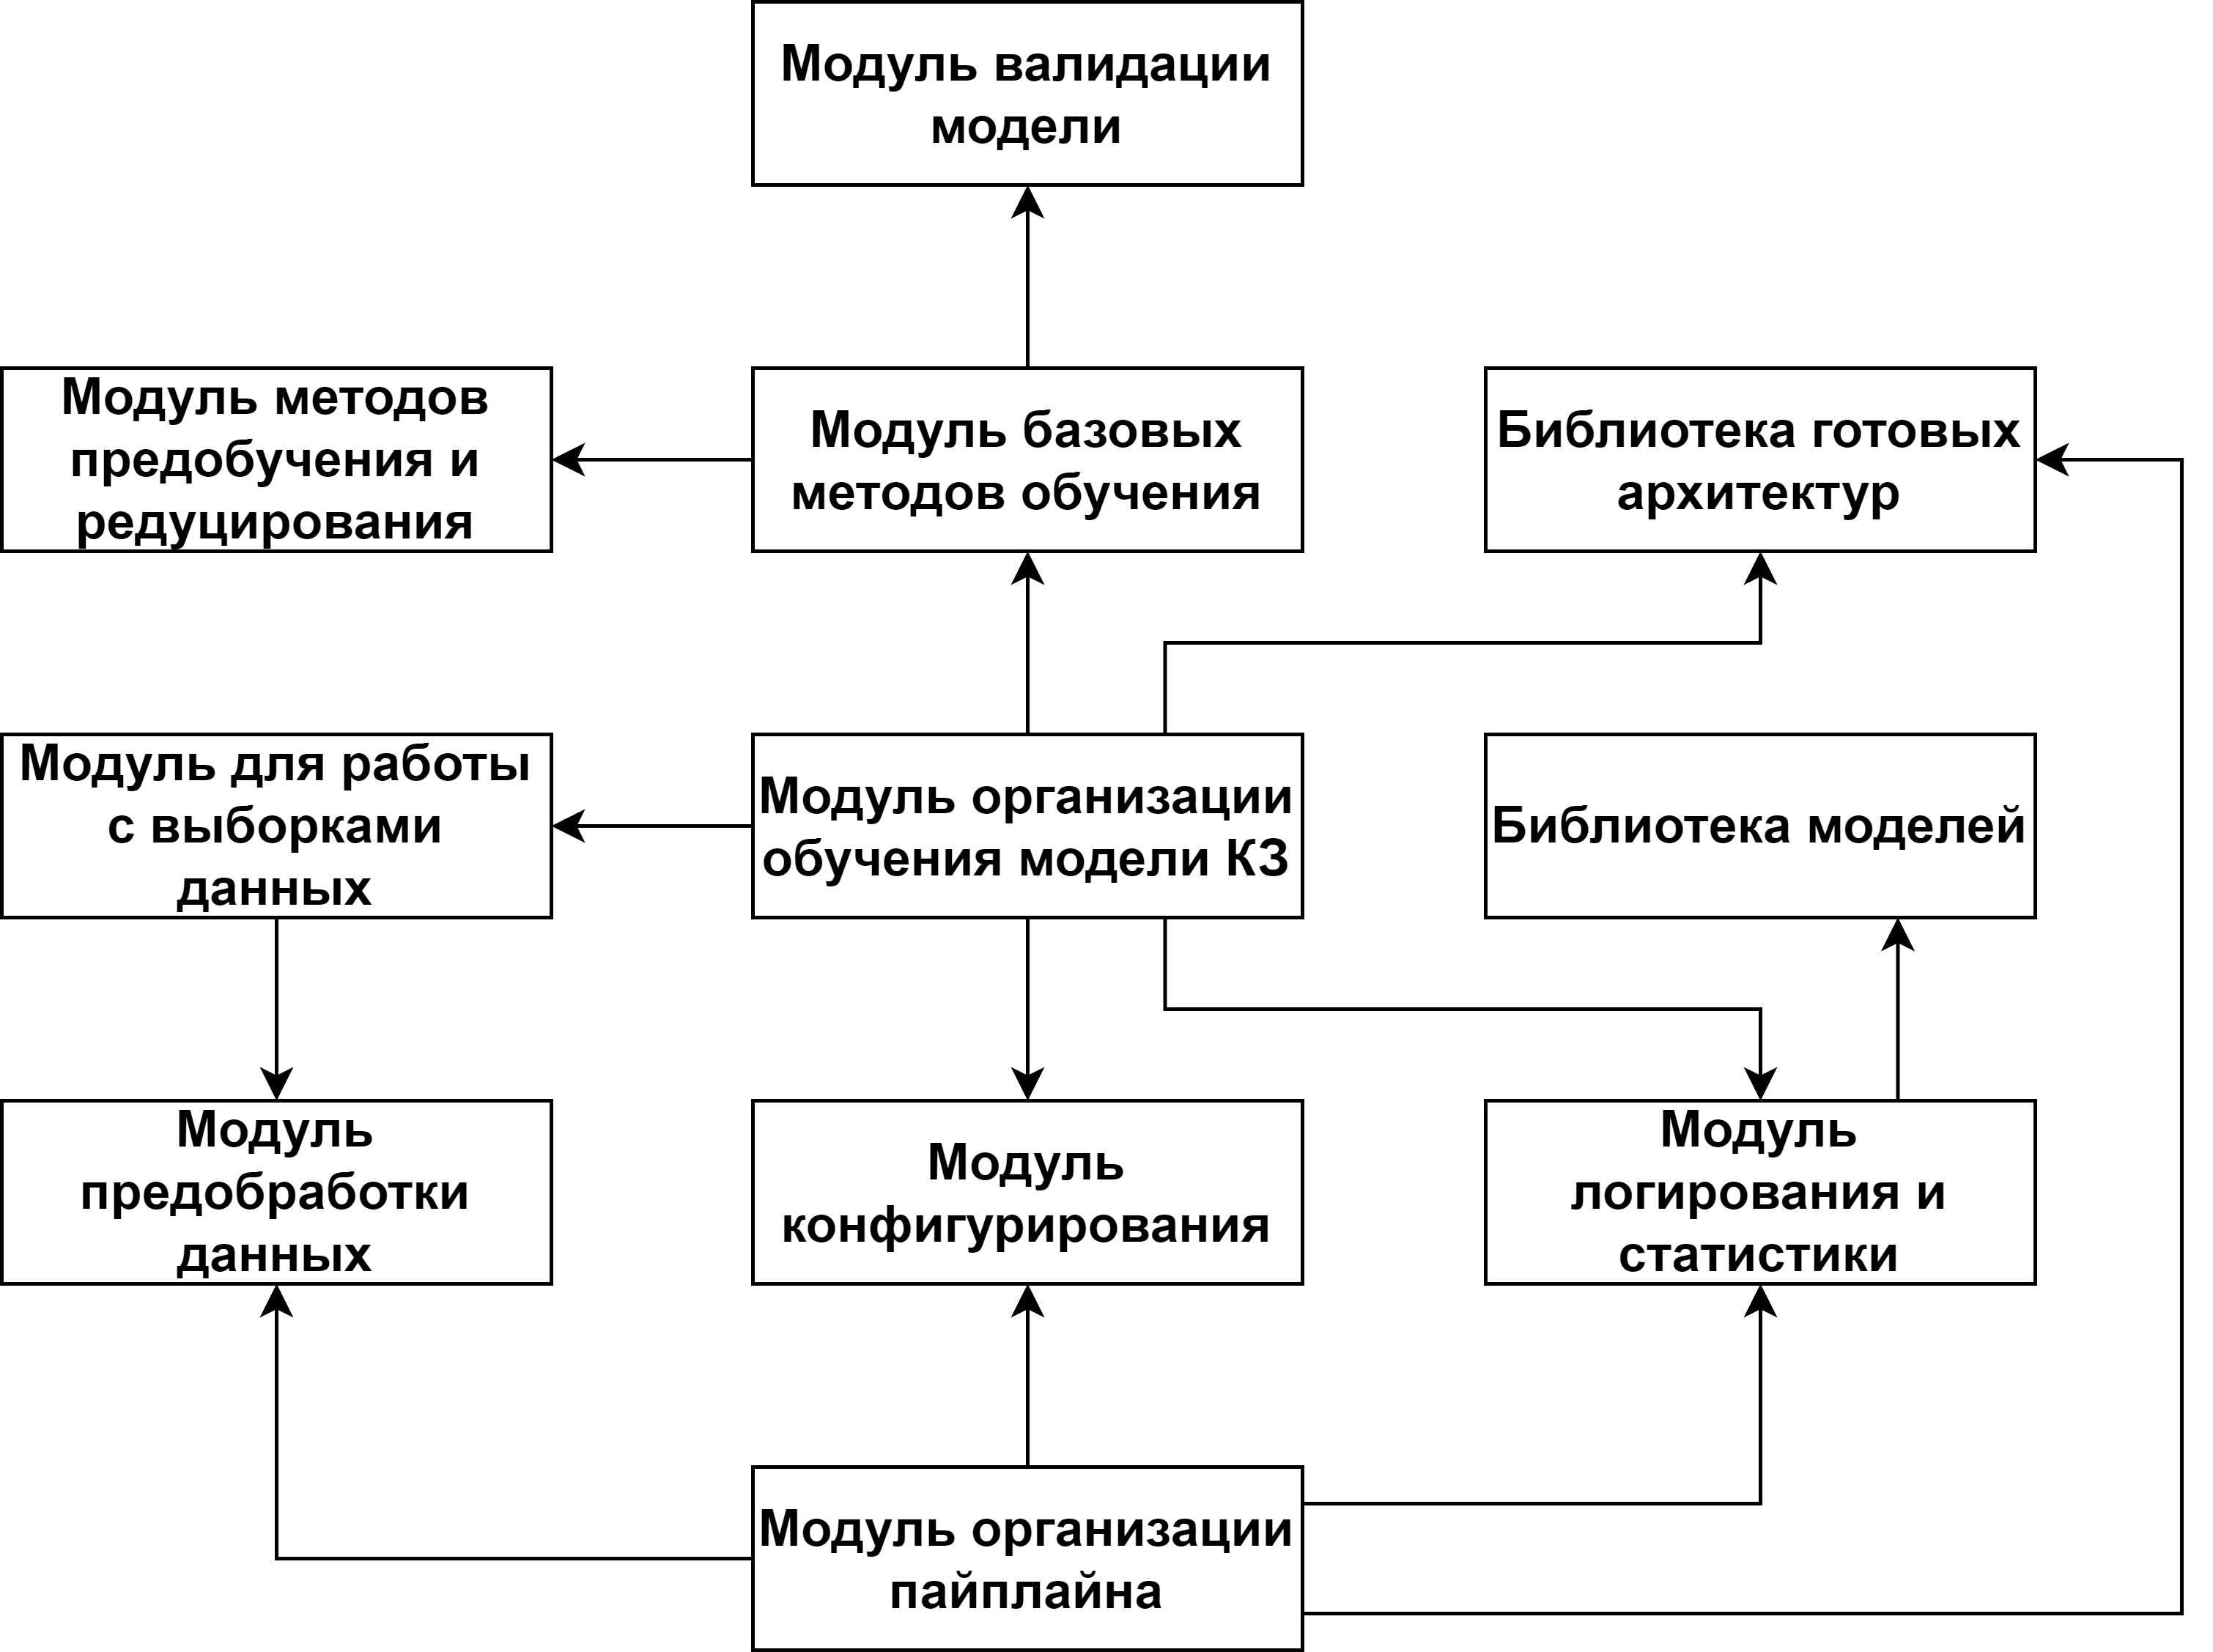 Модуль валидации
модели
Модуль методов
предобучения и
редуцирования
Модуль базовых
методов обучения
Библиотека готовых
архитектур
Модуль для работы
с выборками
данных
Модуль организации
обучения модели КЗ
Библиотека моделей
Модуль
предобработки
данных
Модуль
конфигурирования
Модуль
логирования и
статистики
Модуль организации
пайплайна